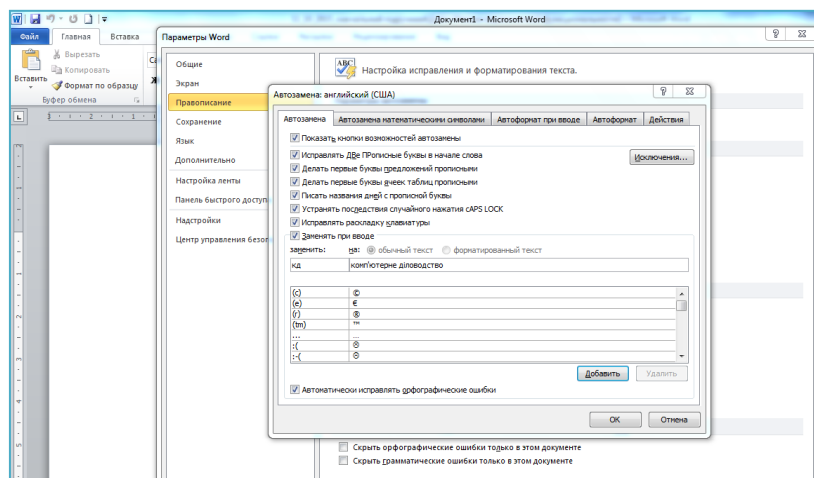 Документ1 - Microsoft Word
Файл Главная Вставка
Параметры Word
Вставить
Вырезать
Копировать
Формат по образцу
Буфер обмена
Общие
Экран
Правописание
Сохранение
Язык
Дополнительно
Настройка ленты
Панель быстрого доступа
Надстройки
Центр управления безоп
Настройка исправления и форматирования текста.
Автозамена: английский (США)
Автозамена Автозамена математическими символами Автоформат при вводе Автоформат Действия
Показать кнопки возможностей автозамены
Исправлять ДВе ПРописные буквы в начале слова
Исключения...
Делать первые буквы предложений прописными
Делать первые буквы ячеек таблиц прописными
Писать названия дней с прописной буквы
Устранять последствия случайного нажатия cAPS LOCK
Исправлять раскладку клавиатуры
Заменять при вводе
заменить: на: обычный текст форматированный текст
кд комп'ютерне діловодство
(c) ©
(e) €
(r) ®
(tm) ™
... ...
:( ☹
:-( ☹
Добавить Удалить
Автоматически исправлять орфографические ошибки
ОК Отмена
Скрыть орфографические ошибки только в этом документе
Скрыть грамматические ошибки только в этом документе